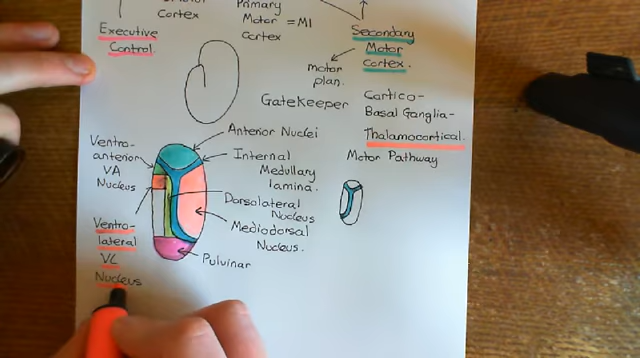 Cortex
Primary
Motor
Cortex
= MI
Executive
Control.
Secondary
Motor
Cortex.
motor
plan.
Gatekeeper
Cortico-
Basal Ganglia-
Thalamocortical.
Motor Pathway
Anterior Nuclei
Ventro-
anterior
VA
Nucleus
Internal
Medullary
lamina.
Dorsolateral
Nucleus
Mediodorsal
Nucleus.
Ventro-
lateral
VL
Nucleus
Pulvinar